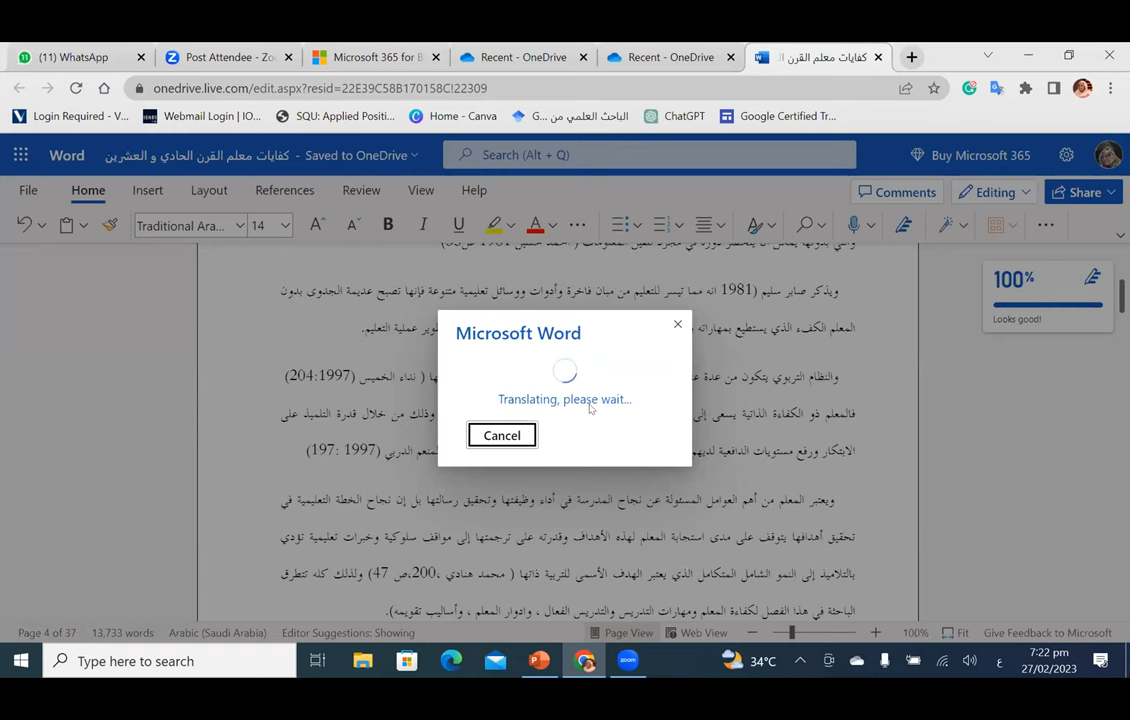 (11) WhatsApp
Post Attendee - Zo
Microsoft 365 for B
Recent - OneDrive
Recent - OneDrive
كفايات معلم القرن ال
onedrive.live.com/edit.aspx?resid=22E39C58B170158C!22309
Login Required - V...
Webmail Login | IO...
SQU: Applied Positi...
Home - Canva
الباحث العلمي من G...
ChatGPT
Google Certified Tr...
Word
كفايات معلم القرن الحادي و العشرين - Saved to OneDrive
Search (Alt + Q)
Buy Microsoft 365
File Home Insert Layout References Review View Help
Comments Editing Share
Traditional Ara... 14
100%
Looks good!
ويذكر صابر سليم (1981 انه مما تيسر للتعليم من مبان فاخرة وأدوات ووسائل تعليمية متنوعة فإنها تصبح عديمة الجدوى بدون
المعلم الكفء الذي يستطيع بمهاراته وير عملية التعليم.
والنظام التربوي يتكون من عدة ها ( نداء الخميس (204:1997)
فالمعلم ذو الكفاءة الذاتية يسعى إلى وذلك من خلال قدرة التلميذ على
الابتكار ورفع مستويات الدافعية لديهم لمنعم الدربي (1997 :197)
Microsoft Word
Translating, please wait...
Cancel
ويعتبر المعلم من أهم العوامل المسئولة عن نجاح المدرسة في أداء وظيفتها وتحقيق رسالتها بل إن نجاح الخطة التعليمية في
تحقيق أهدافها يتوقف على مدى استجابة المعلم لهذه الأهداف وقدرته على ترجمتها إلى مواقف سلوكية وخبرات تعليمية تؤدي
بالتلاميذ إلى النمو الشامل المتكامل الذي يعتبر الهدف الأسمى للتربية ذاتها ( محمد هنادي ،200،ص 47) ولذلك كله تتطرق
الباحثة في هذا الفصل لكفاءة المعلم ومهارات التدريس والتدريس الفعال ، وادوار المعلم ، وأساليب تقويمه).
Page 4 of 37 13,733 words Arabic (Saudi Arabia) Editor Suggestions: Showing Page View Web View 100% Fit Give Feedback to Microsoft
Type here to search
zoom
34°C
ع
7:22 pm
27/02/2023